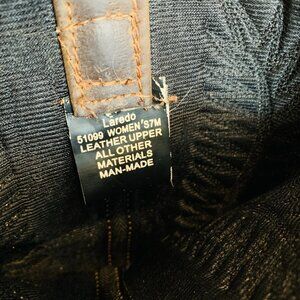 Laredo
51099 WOMEN'S7M
LEATHER UPPER
ALL OTHER
MATERIALS
MAN-MADE